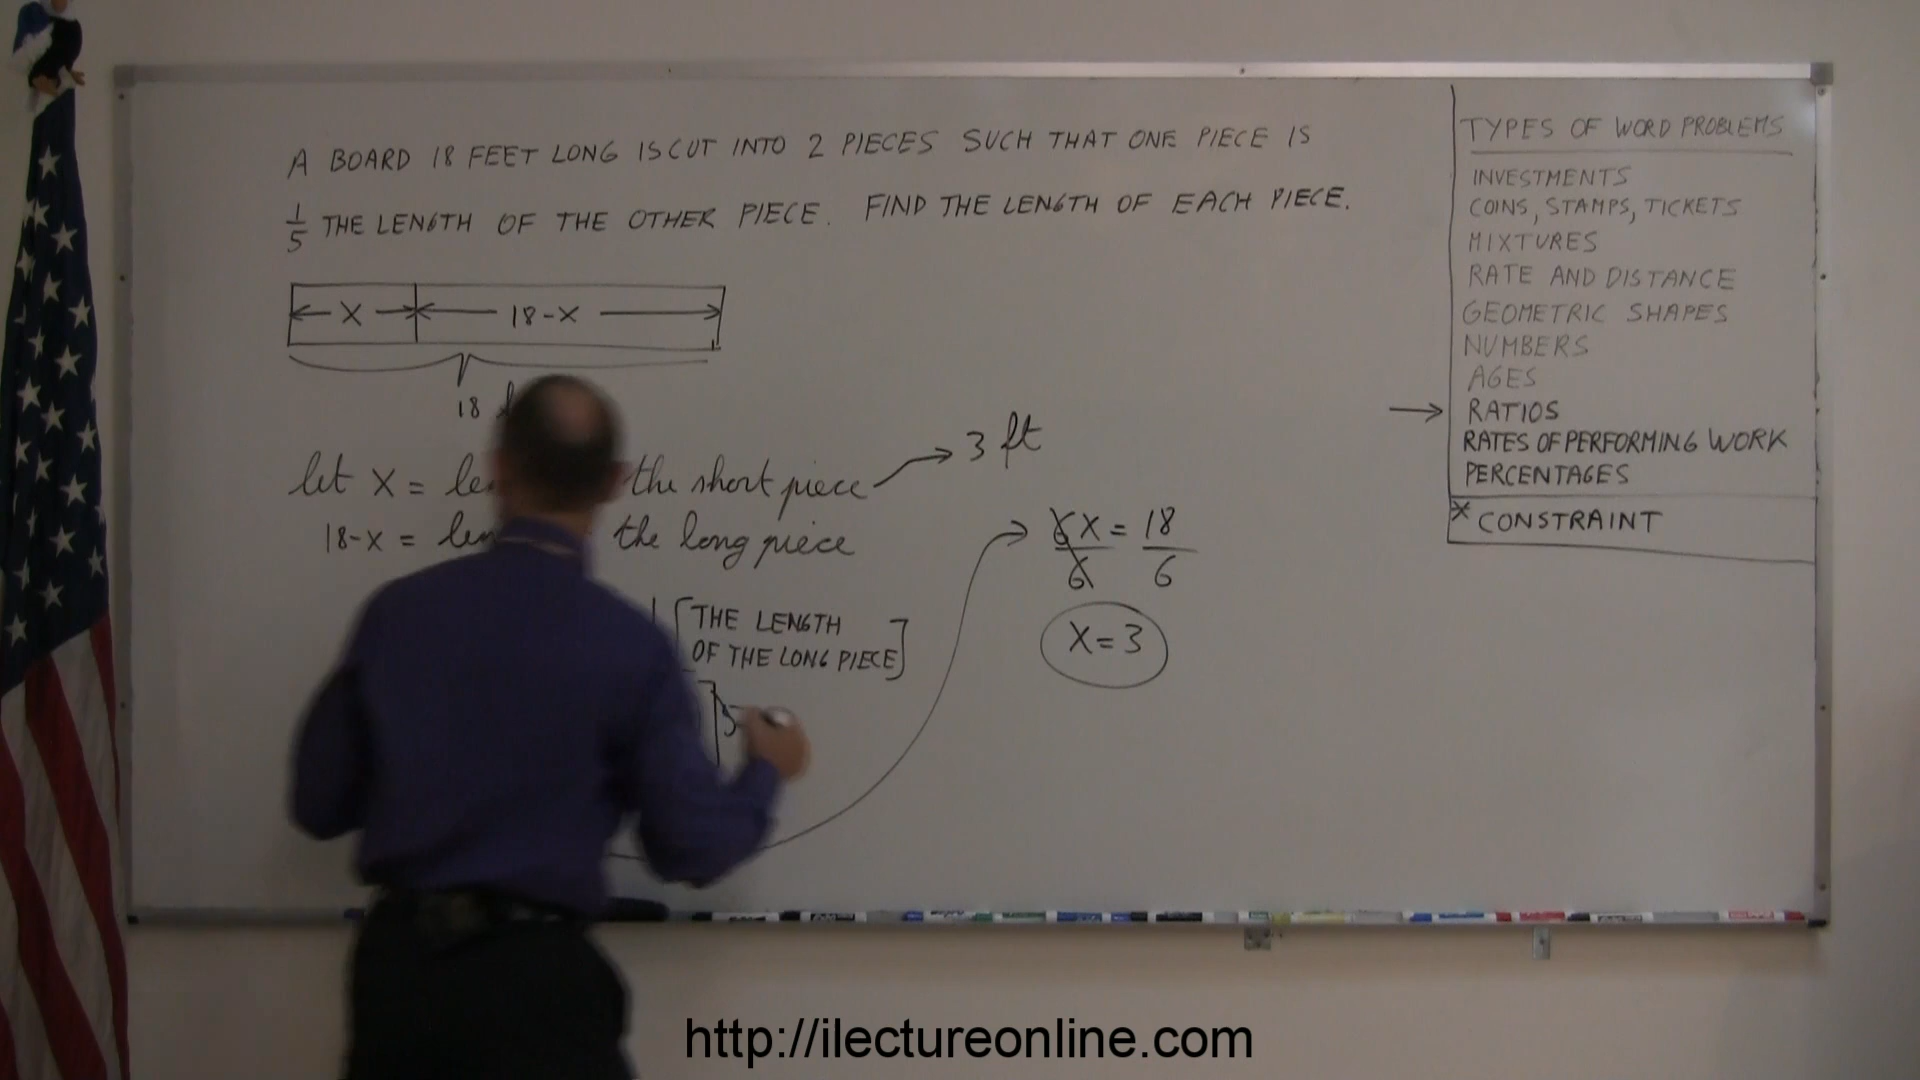 A BOARD 18 FEET LONG IS CUT INTO 2 PIECES SUCH THAT ONE PIECE IS
1/5 THE LENGTH OF THE OTHER PIECE. FIND THE LENGTH OF EACH PIECE.
X 18-X
18
let X = the short piece → 3 ft
18-X = the long piece
[THE LENGTH
OF THE LONG PIECE]
] 5
6X = 18
6 6
X = 3
TYPES OF WORD PROBLEMS
INVESTMENTS
COINS, STAMPS, TICKETS
MIXTURES
RATE AND DISTANCE
GEOMETRIC SHAPES
NUMBERS
AGES
→ RATIOS
RATES OF PERFORMING WORK
PERCENTAGES
* CONSTRAINT
http://ilectureonline.com